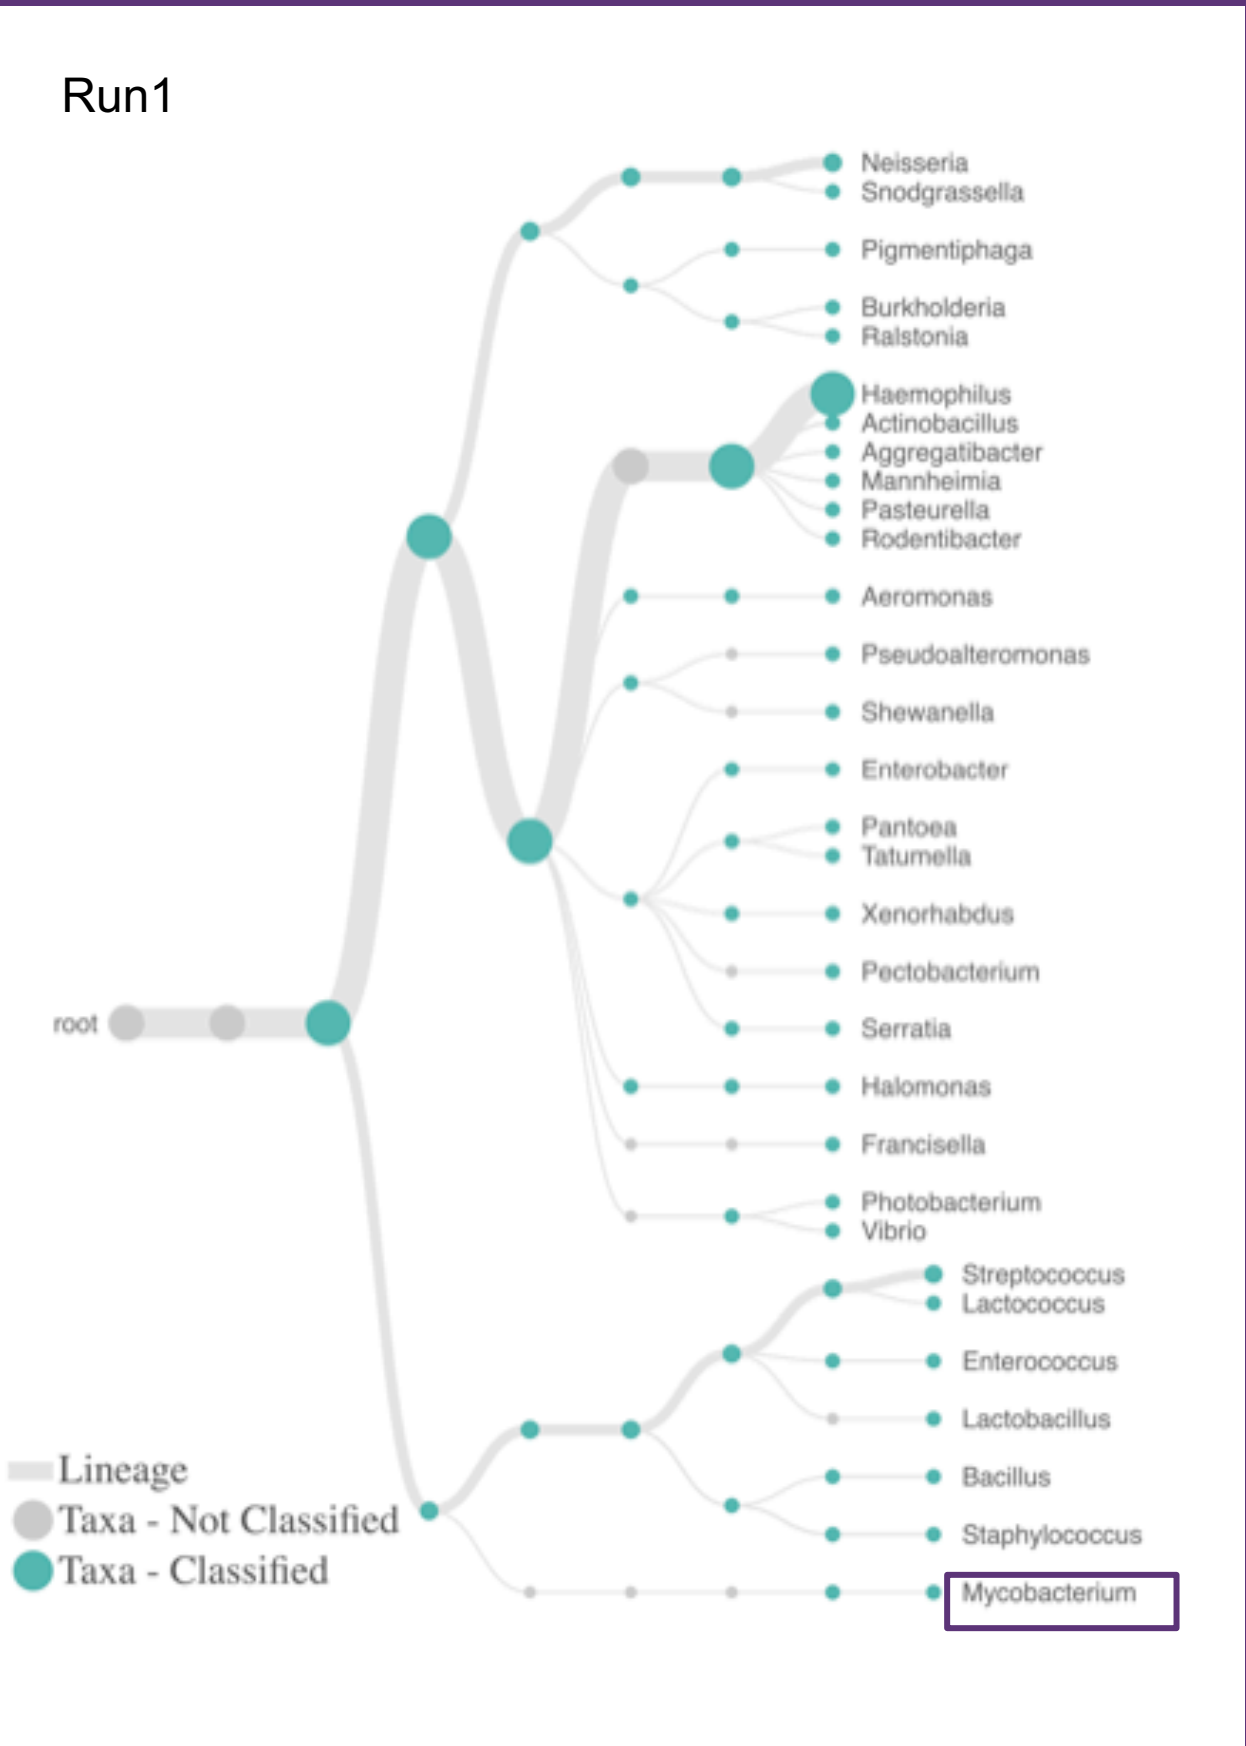 Run1
Neisseria
Snodgrassella
Pigmentiphaga
Burkholderia
Ralstonia
Haemophilus
Actinobacillus
Aggregatibacter
Mannheimia
Pasteurella
Rodentibacter
Aeromonas
Pseudoalteromonas
Shewanella
Enterobacter
Pantoea
Tatumella
Xenorhabdus
Pectobacterium
root
Serratia
Halomonas
Francisella
Photobacterium
Vibrio
Streptococcus
Lactococcus
Enterococcus
Lactobacillus
Bacillus
Staphylococcus
Mycobacterium
Lineage
Taxa - Not Classified
Taxa - Classified